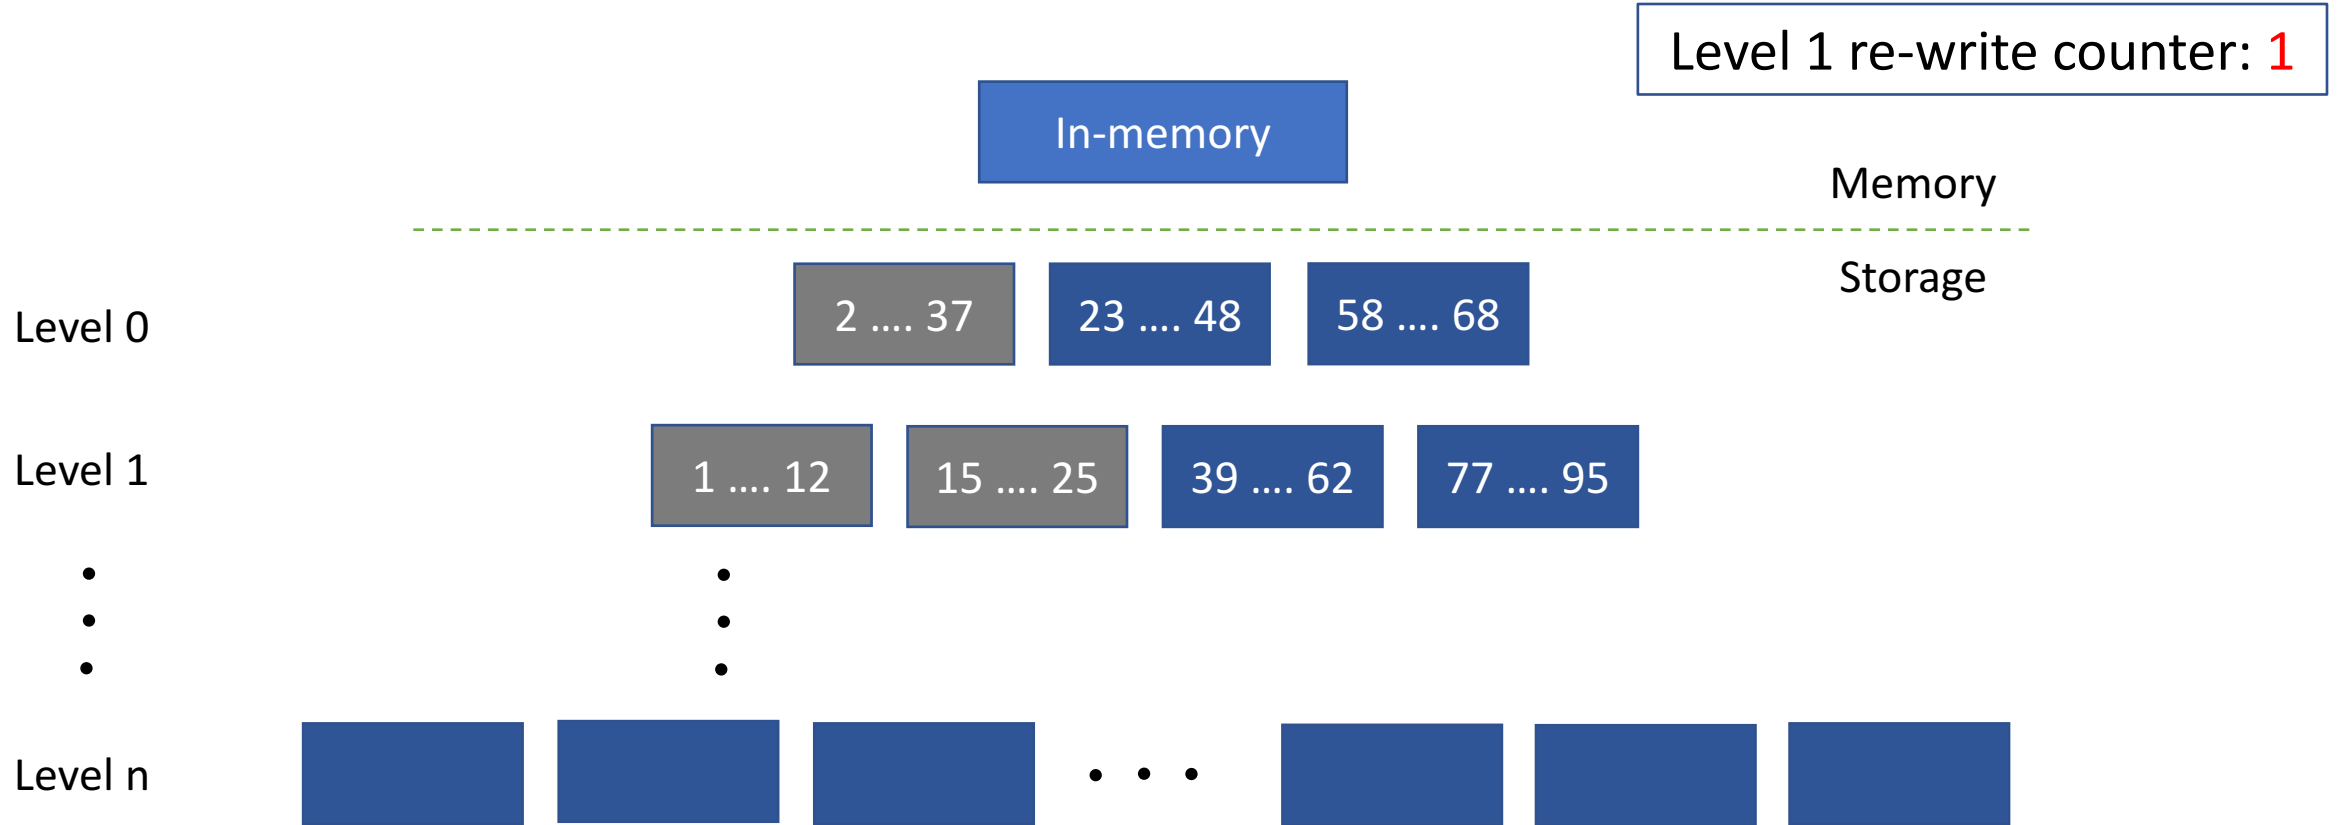 Level 1 re-write counter: 1
In-memory
Memory
Storage
Level 0
2 .... 37
23 .... 48
58 .... 68
Level 1
1 .... 12
15 .... 25
39 .... 62
77 .... 95
Level n